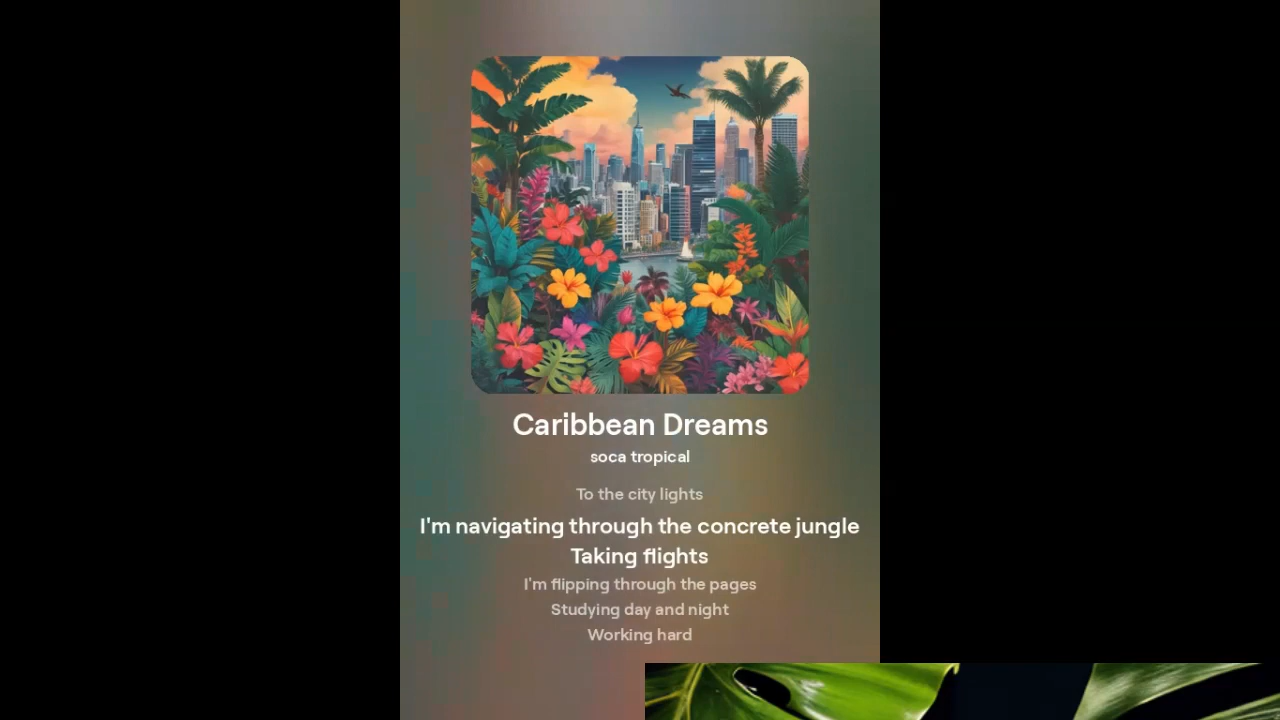 Caribbean Dreams
soca tropical
To the city lights
I'm navigating through the concrete jungle
Taking flights
I'm flipping through the pages
Studying day and night
Working hard